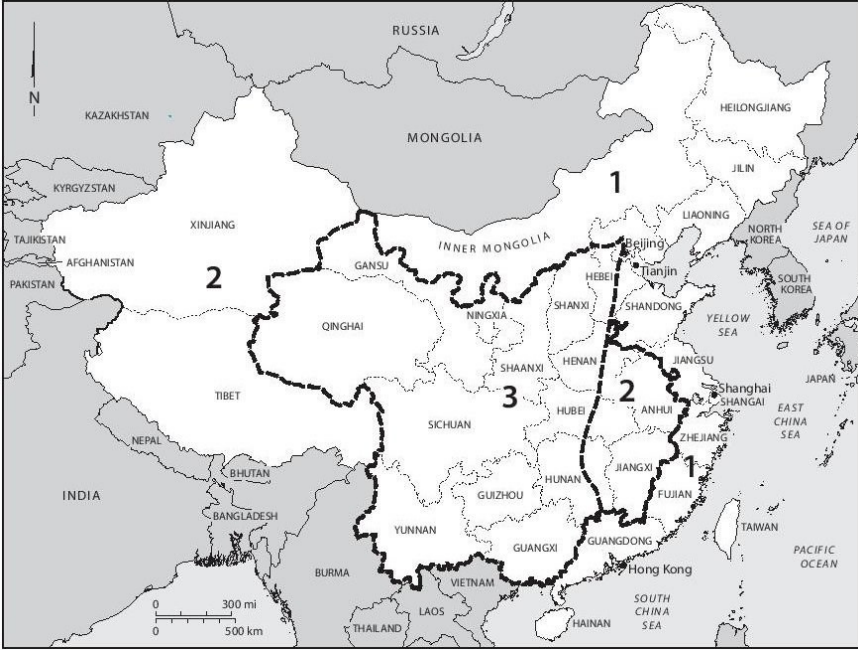 RUSSIA
N
KAZAKHSTAN
MONGOLIA
HEILONGJIANG
JILIN
KYRGYZSTAN
1
LIAONING
XINJIANG
INNER MONGOLIA
NORTH
KOREA
SEA OF
JAPAN
TAJIKISTAN
AFGHANISTAN
PAKISTAN
2
GANSU
Beijing
Tianjin
HEBEI
SOUTH
KOREA
NINGXIA
SHANXI
SHANDONG
YELLOW
SEA
QINGHAI
SHAANXI
HENAN
JIANGSU
JAPAN
TIBET
3
2
Shanghai
SHANGAI
EAST
CHINA
SEA
SICHUAN
HUBEI
ANHUI
ZHEJIANG
NEPAL
BHUTAN
JIANGXI
1
INDIA
HUNAN
GUIZHOU
FUJIAN
BANGLADESH
YUNNAN
GUANGXI
GUANGDONG
TAIWAN
BURMA
VIETNAM
Hong Kong
PACIFIC
OCEAN
LAOS
SOUTH
CHINA
SEA
0 300 mi
0 500 km
THAILAND
HAINAN